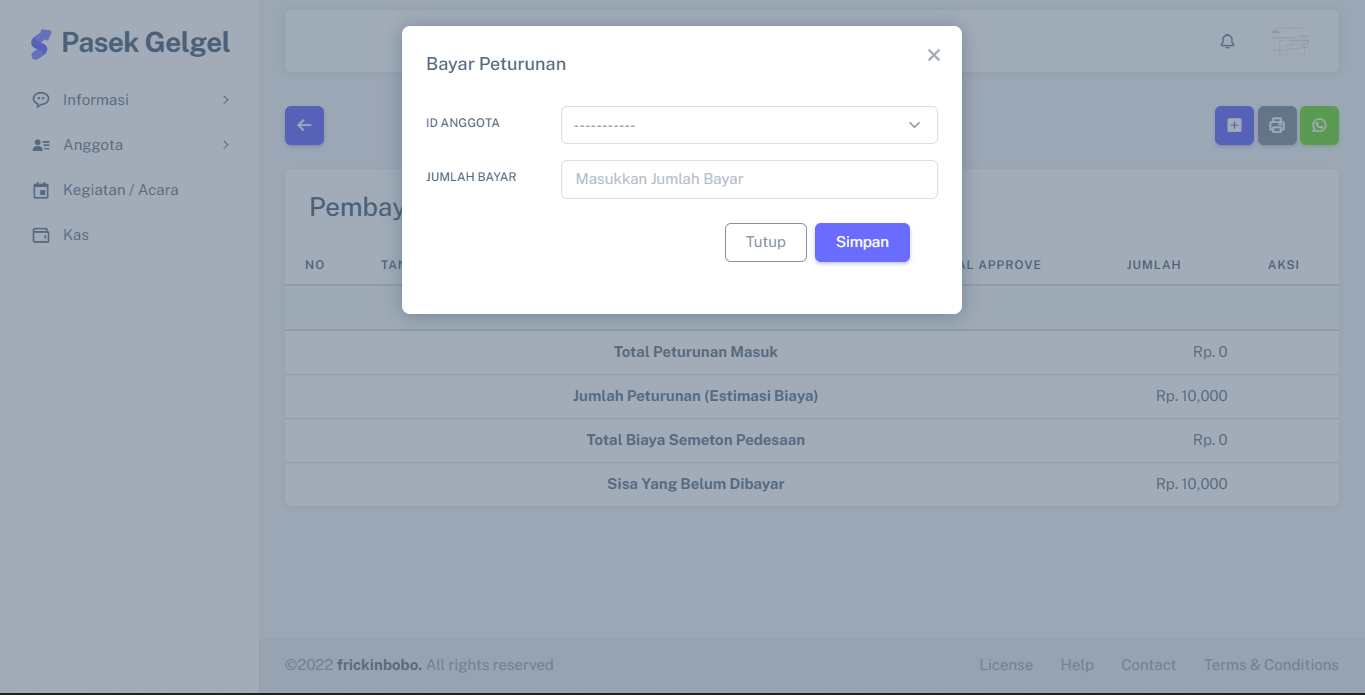 Pasek Gelgel
Informasi
Anggota
Kegiatan / Acara
Kas
Bayar Peturunan
ID ANGGOTA
-----------
JUMLAH BAYAR
Masukkan Jumlah Bayar
Tutup
Simpan
Pembay
NO
TAN
AL APPROVE
JUMLAH
AKSI
Total Peturunan Masuk
Rp. 0
Jumlah Peturunan (Estimasi Biaya)
Rp. 10,000
Total Biaya Semeton Pedesaan
Rp. 0
Sisa Yang Belum Dibayar
Rp. 10,000
©2022 frickinbobo. All rights reserved
License
Help
Contact
Terms & Conditions